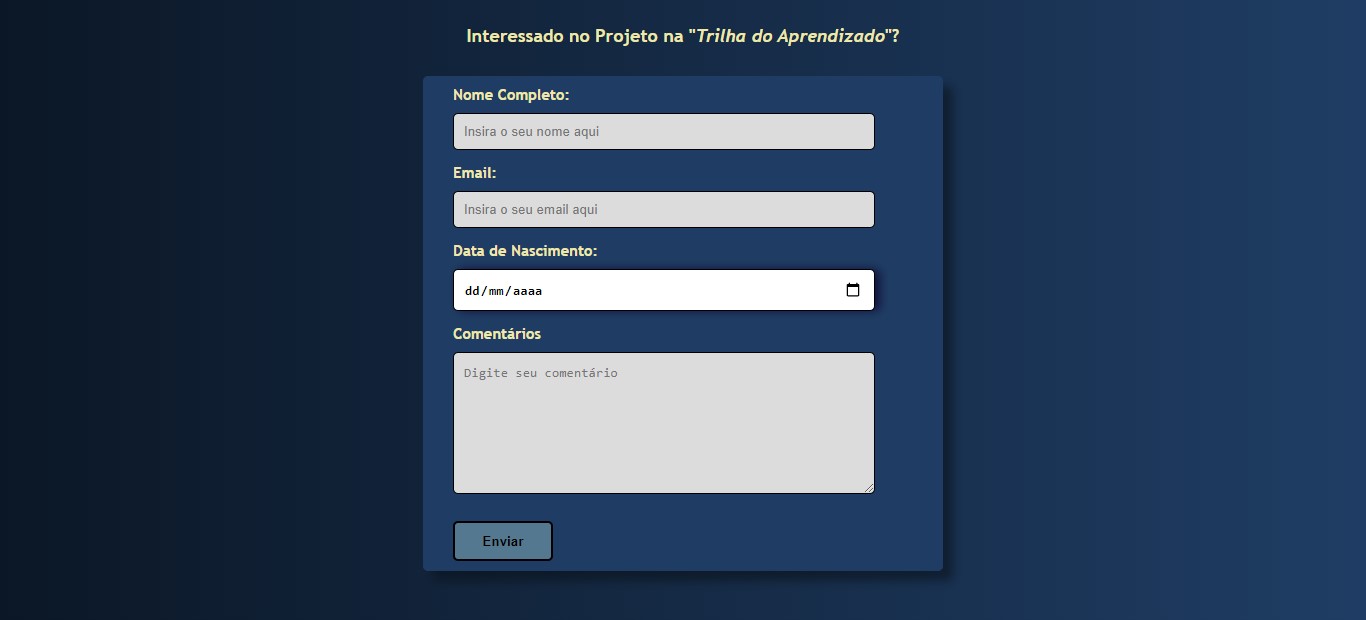 Interessado no Projeto na "Trilha do Aprendizado"?
Nome Completo:
Insira o seu nome aqui
Email:
Insira o seu email aqui
Data de Nascimento:
dd/mm/aaaa
Comentários
Digite seu comentário
Enviar